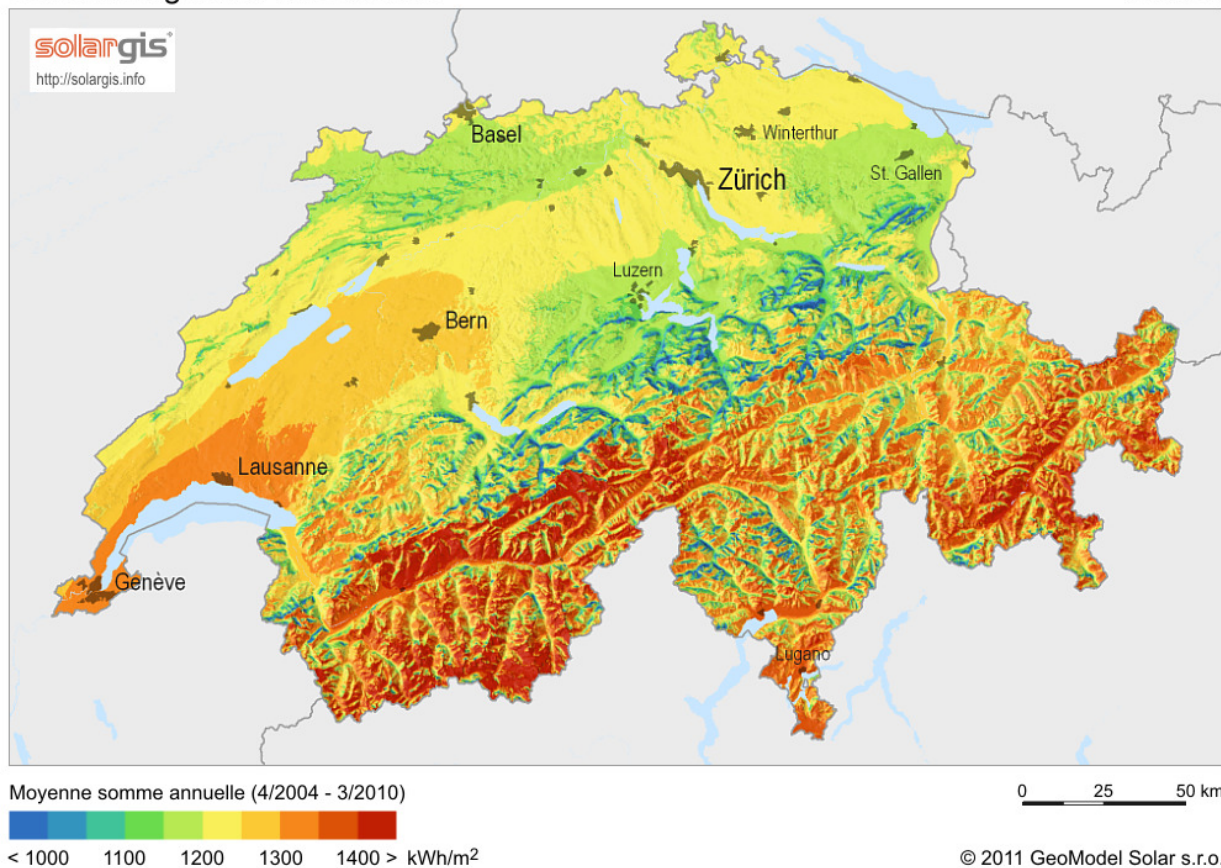 solargis
http://solargis.info
Basel
Winterthur
Zürich
St. Gallen
Luzern
Bern
Lausanne
Genève
Lugano
Moyenne somme annuelle (4/2004 - 3/2010)
0 25 50 km
< 1000 1100 1200 1300 1400 > kWh/m²
© 2011 GeoModel Solar s.r.o.